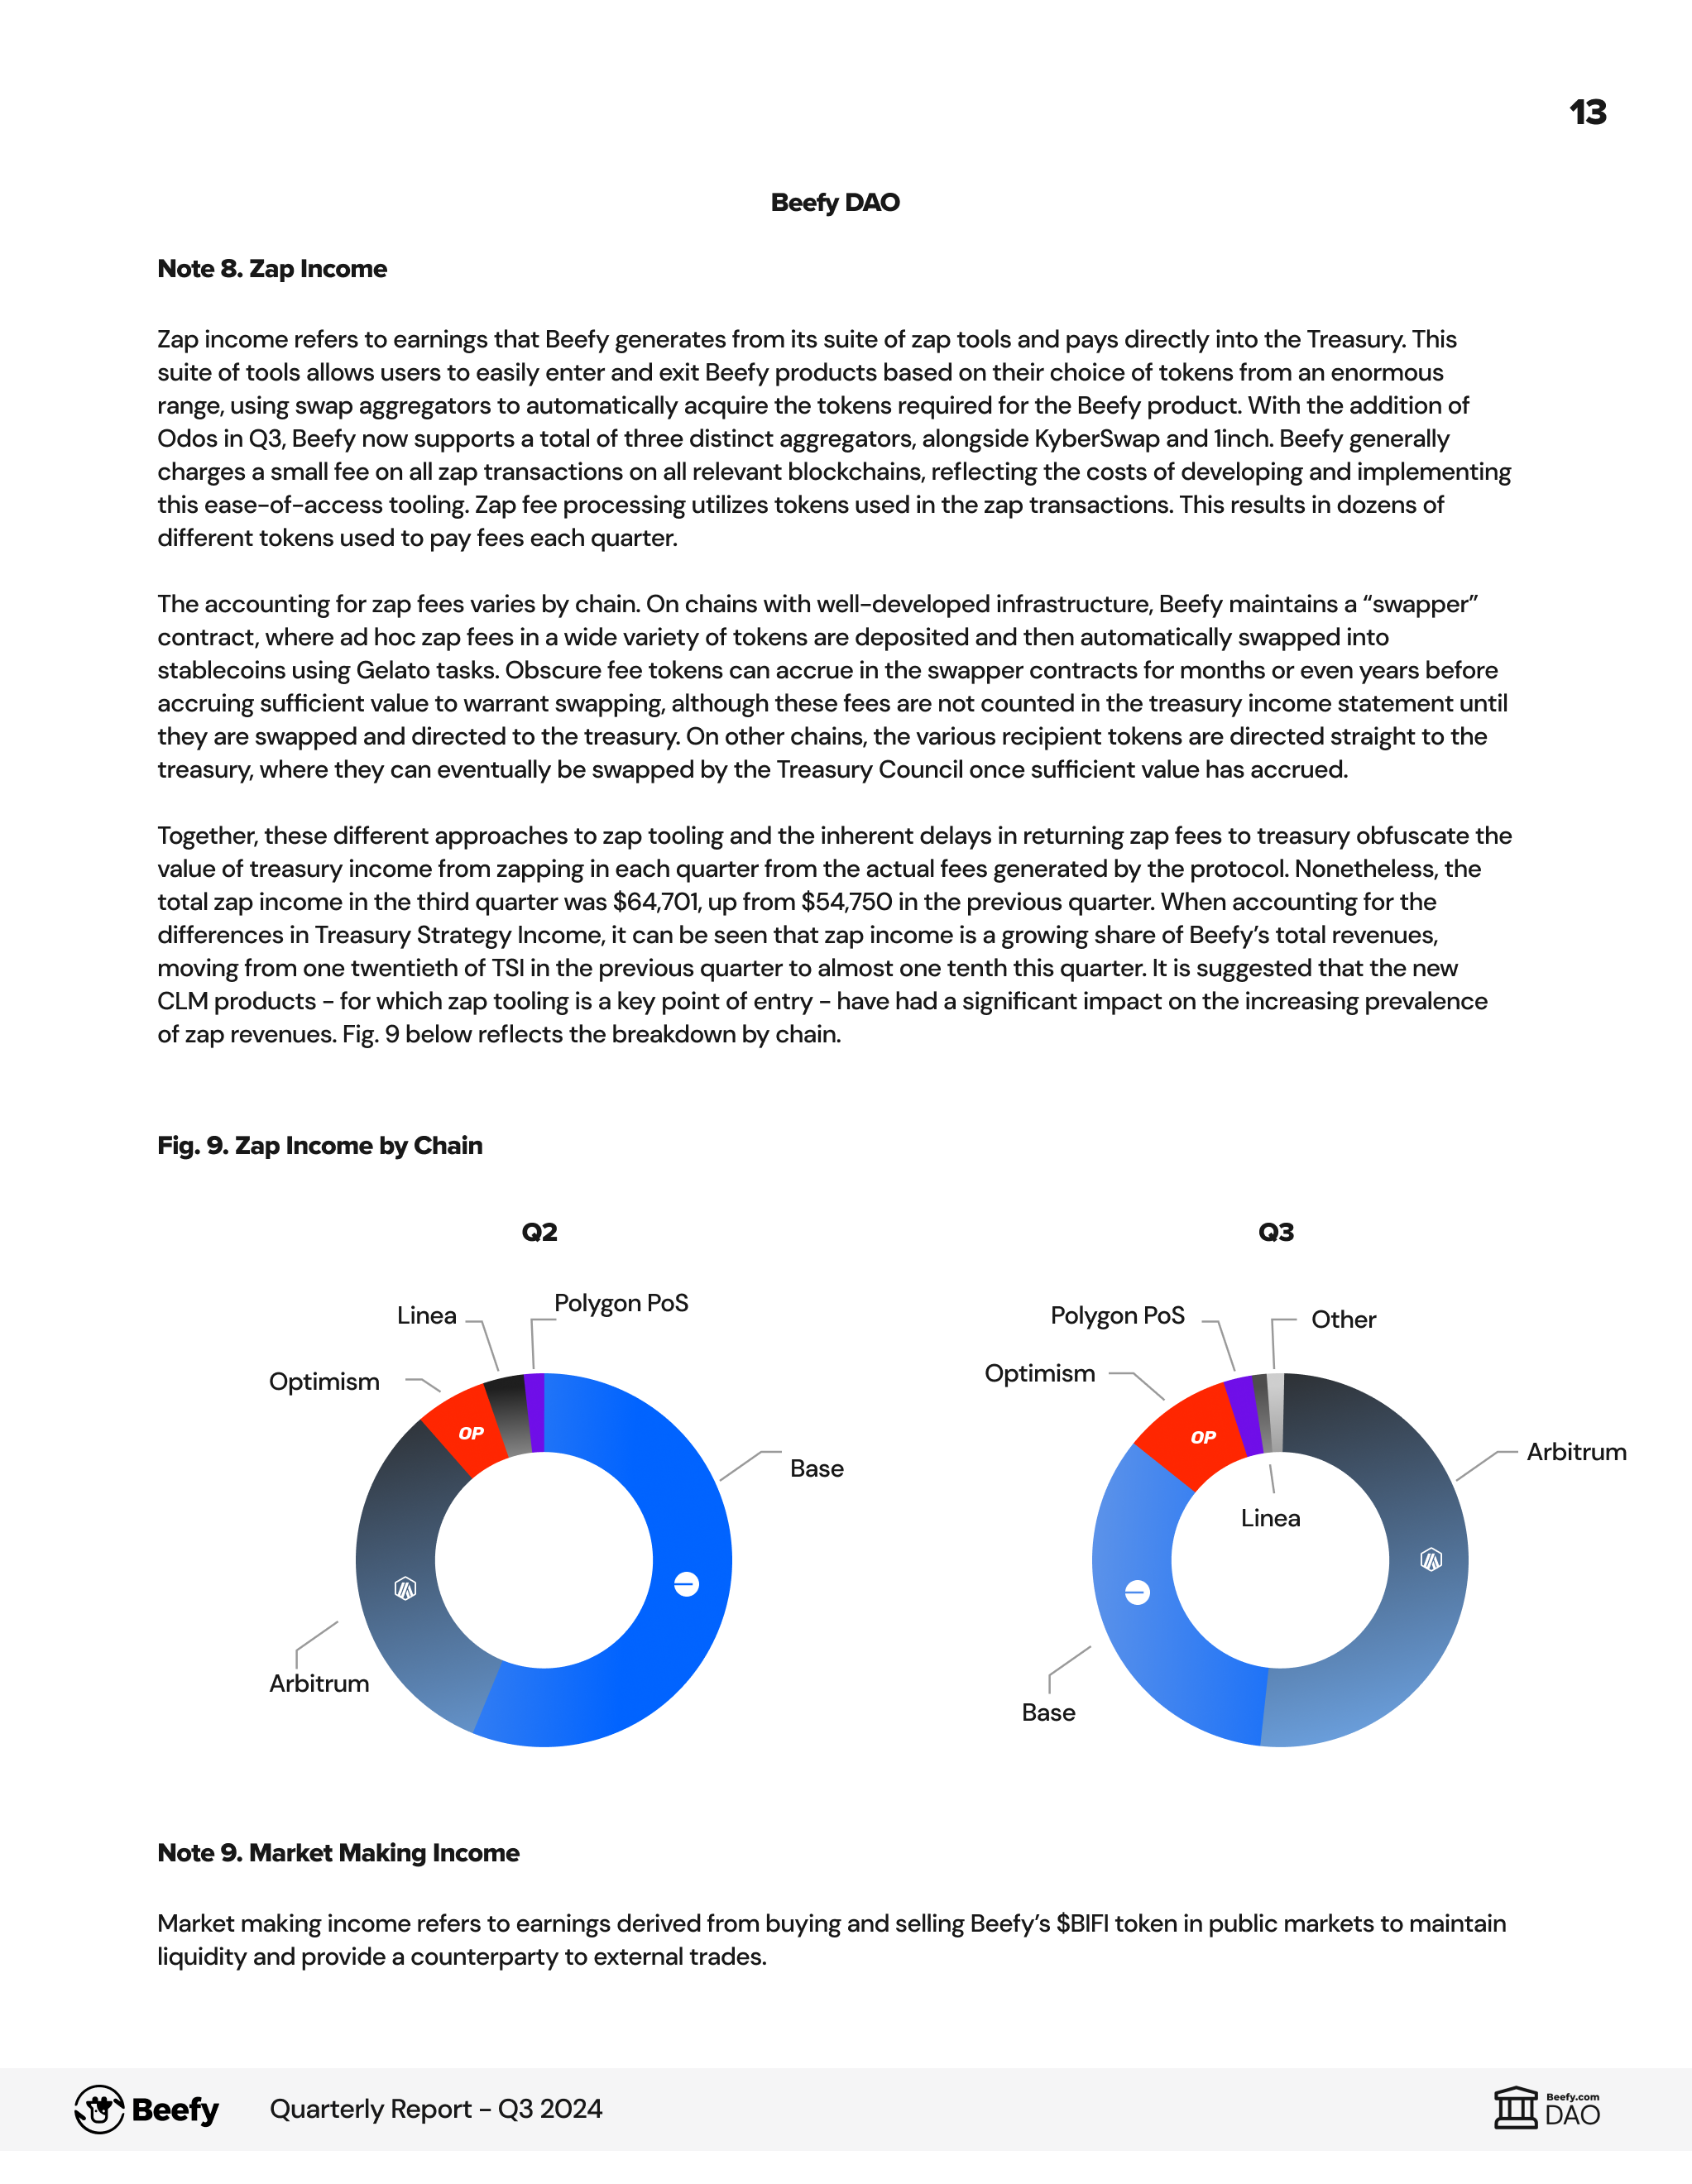 13
Beefy DAO
Note 8. Zap Income
Zap income refers to earnings that Beefy generates from its suite of zap tools and pays directly into the Treasury. This
suite of tools allows users to easily enter and exit Beefy products based on their choice of tokens from an enormous
range, using swap aggregators to automatically acquire the tokens required for the Beefy product. With the addition of
Odos in Q3, Beefy now supports a total of three distinct aggregators, alongside KyberSwap and 1inch. Beefy generally
charges a small fee on all zap transactions on all relevant blockchains, reflecting the costs of developing and implementing
this ease-of-access tooling. Zap fee processing utilizes tokens used in the zap transactions. This results in dozens of
different tokens used to pay fees each quarter.
The accounting for zap fees varies by chain. On chains with well-developed infrastructure, Beefy maintains a “swapper”
contract, where ad hoc zap fees in a wide variety of tokens are deposited and then automatically swapped into
stablecoins using Gelato tasks. Obscure fee tokens can accrue in the swapper contracts for months or even years before
accruing sufficient value to warrant swapping, although these fees are not counted in the treasury income statement until
they are swapped and directed to the treasury. On other chains, the various recipient tokens are directed straight to the
treasury, where they can eventually be swapped by the Treasury Council once sufficient value has accrued.
Together, these different approaches to zap tooling and the inherent delays in returning zap fees to treasury obfuscate the
value of treasury income from zapping in each quarter from the actual fees generated by the protocol. Nonetheless, the
total zap income in the third quarter was $64,701, up from $54,750 in the previous quarter. When accounting for the
differences in Treasury Strategy Income, it can be seen that zap income is a growing share of Beefy’s total revenues,
moving from one twentieth of TSI in the previous quarter to almost one tenth this quarter. It is suggested that the new
CLM products - for which zap tooling is a key point of entry - have had a significant impact on the increasing prevalence
of zap revenues. Fig. 9 below reflects the breakdown by chain.
Fig. 9. Zap Income by Chain
Q2
Linea
Polygon PoS
Optimism
OP
Base
Arbitrum
Q3
Polygon PoS
Other
Optimism
OP
Arbitrum
Linea
Base
Note 9. Market Making Income
Market making income refers to earnings derived from buying and selling Beefy’s $BIFI token in public markets to maintain
liquidity and provide a counterparty to external trades.
Beefy
Quarterly Report - Q3 2024
Beefy.com
DAO